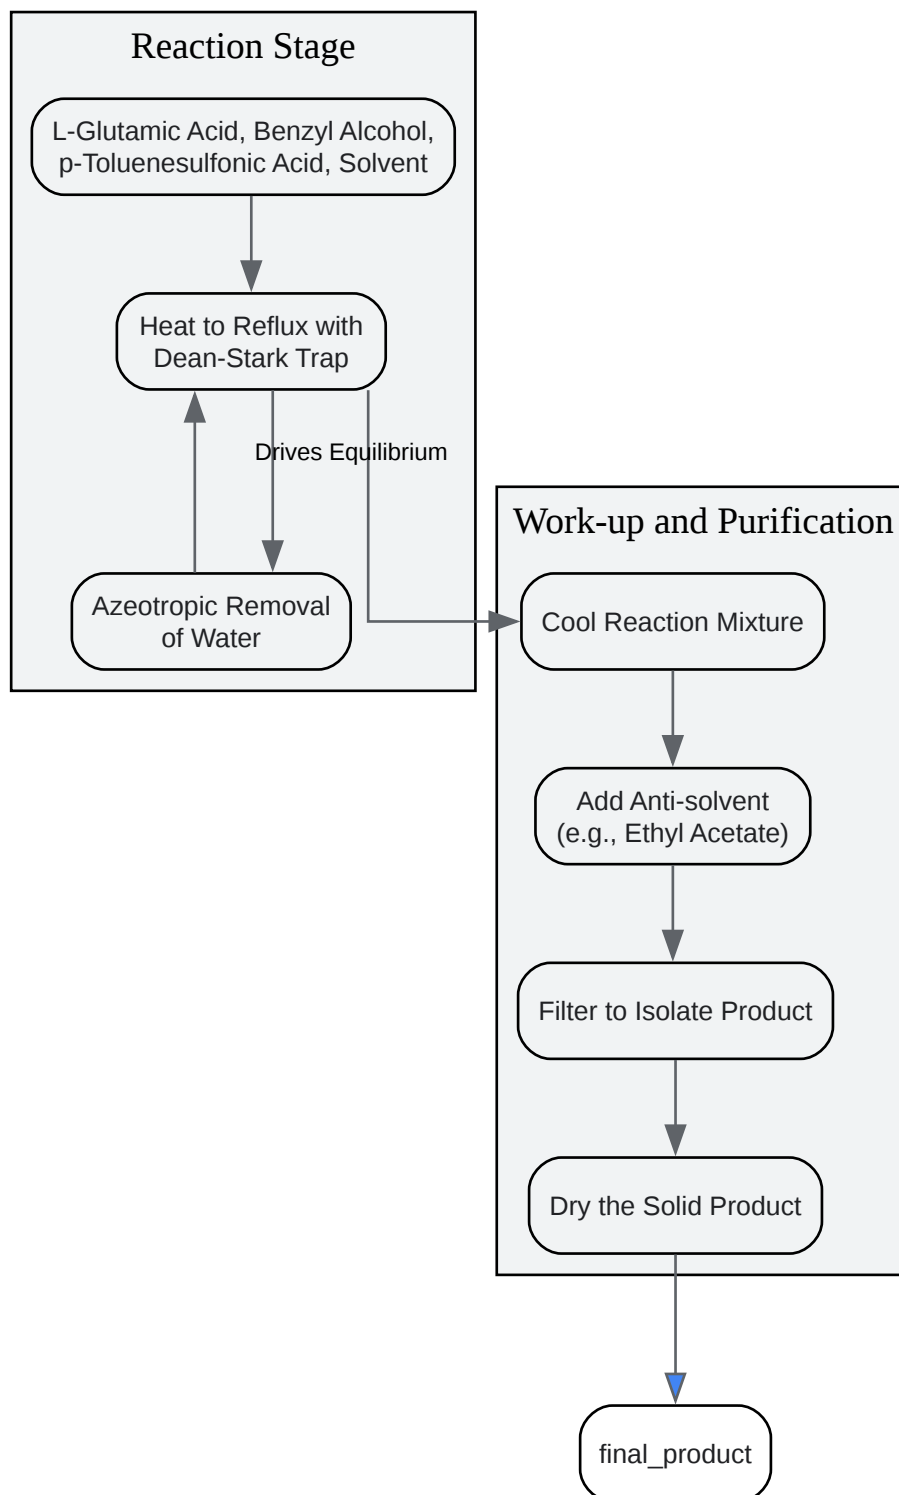 Reaction Stage
L-Glutamic Acid, Benzyl Alcohol,
p-Toluenesulfonic Acid, Solvent
Heat to Reflux with
Dean-Stark Trap
Drives Equilibrium
Azeotropic Removal
of Water
Work-up and Purification
Cool Reaction Mixture
Add Anti-solvent
(e.g., Ethyl Acetate)
Filter to Isolate Product
Dry the Solid Product
final_product